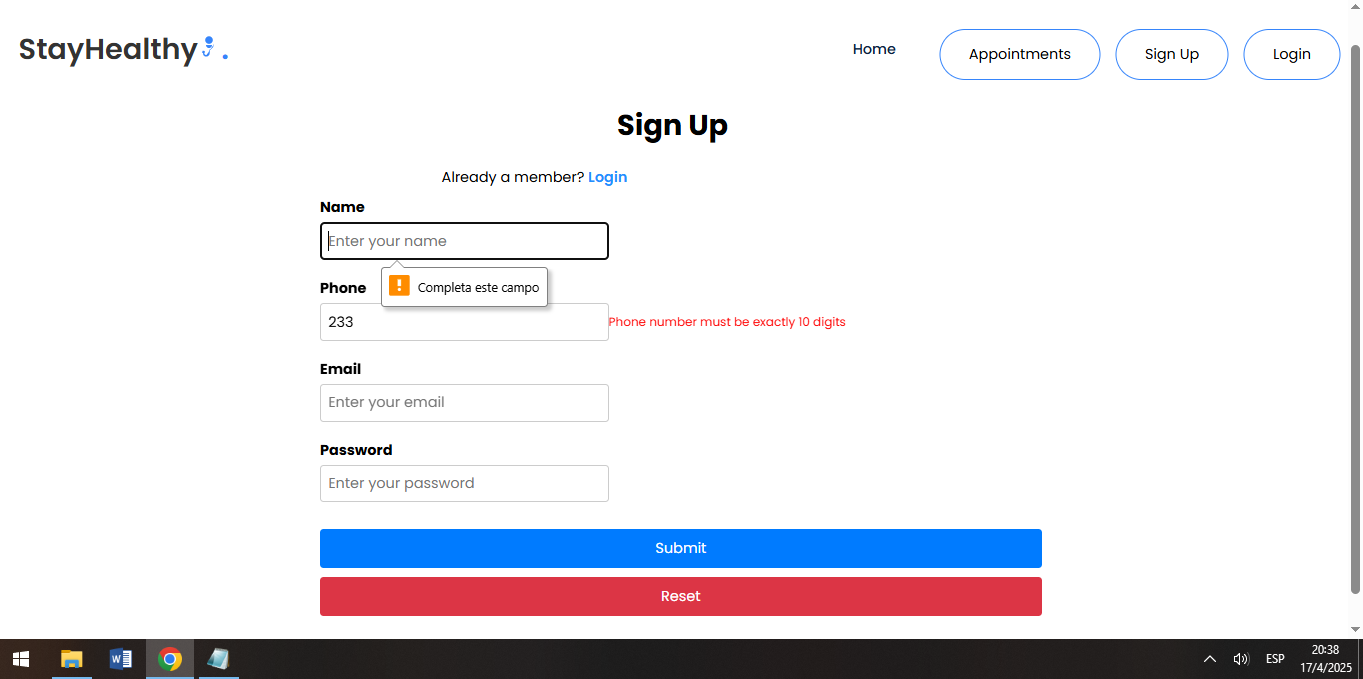 StayHealthy .
Home
Appointments
Sign Up
Login
Sign Up
Already a member? Login
Name
Enter your name
Completa este campo
Phone
233
Phone number must be exactly 10 digits
Email
Enter your email
Password
Enter your password
Submit
Reset
ESP
20:38
17/4/2025